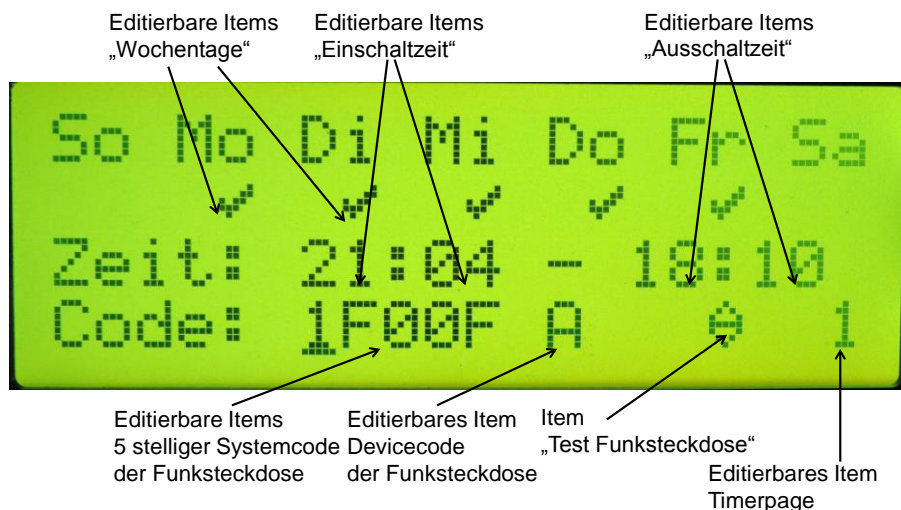 Editierbare Items
„Wochentage“
Editierbare Items
„Einschaltzeit“
Editierbare Items
„Ausschaltzeit“
So Mo Di Mi Do Fr Sa
✓ ✓ ✓ ✓ ✓
Zeit: 21:04 - 18:10
Code: 1F00F A 1
Editierbare Items
5 stelliger Systemcode
der Funksteckdose
Editierbares Item
Devicecode
der Funksteckdose
Item
„Test Funksteckdose“
Editierbares Item
Timerpage